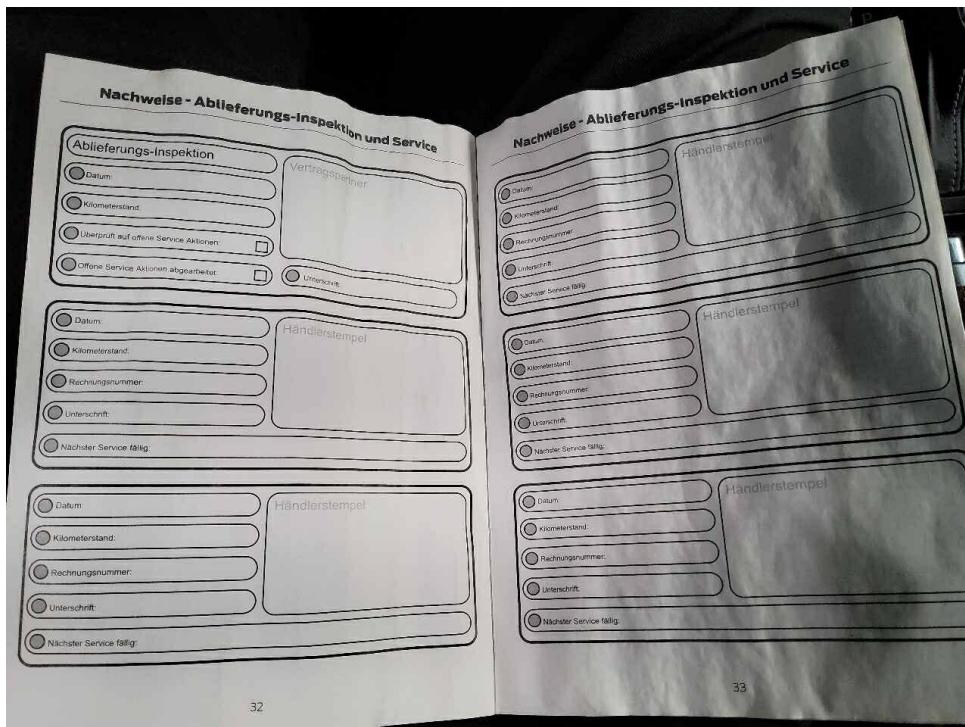 Nachweise - Ablieferungs-Inspektion und Service
Ablieferungs-Inspektion
Vertragspartner
Datum:
Kilometerstand:
Überprüft auf offene Service Aktionen:
Offene Service Aktionen abgearbeitet:
Unterschrift:
Datum:
Händlerstempel
Kilometerstand:
Rechnungsnummer:
Unterschrift:
Nächster Service fällig:
Datum:
Händlerstempel
Kilometerstand:
Rechnungsnummer:
Unterschrift:
Nächster Service fällig:
32
Nachweise - Ablieferungs-Inspektion und Service
Händlerstempel
Datum:
Kilometerstand:
Rechnungsnummer:
Unterschrift:
Nächster Service fällig:
Händlerstempel
Datum:
Kilometerstand:
Rechnungsnummer:
Unterschrift:
Nächster Service fällig:
Händlerstempel
Datum:
Kilometerstand:
Rechnungsnummer:
Unterschrift:
Nächster Service fällig:
33